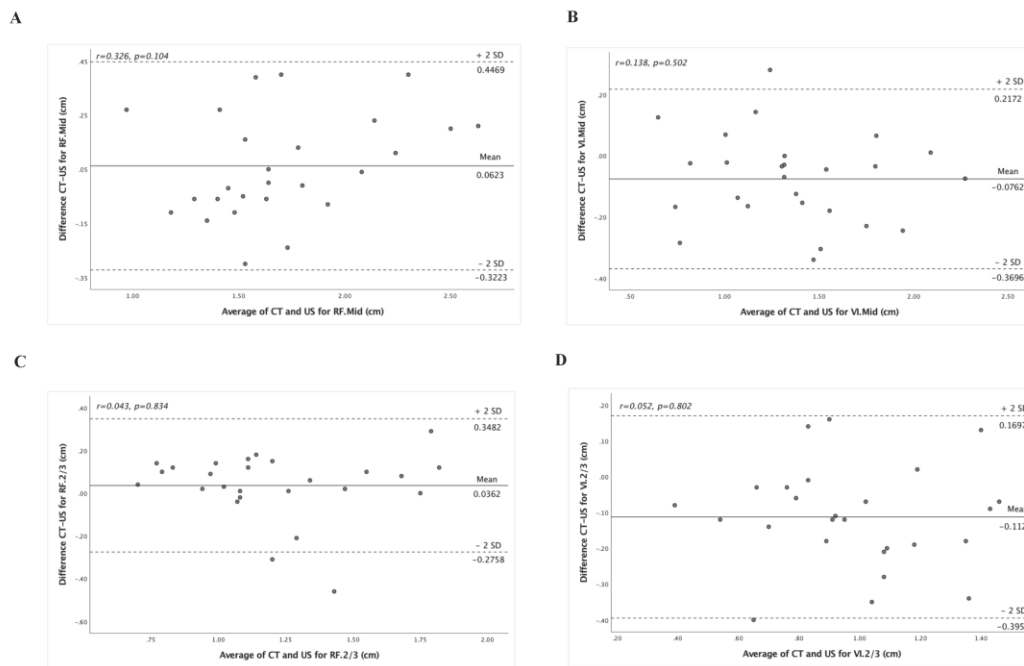 A
r=0.326, p=0.104
+ 2 SD
0.4469
Mean
0.0623
- 2 SD
-0.3223
.45
.25
.05
-.15
-.35
Difference CT-US for RF.Mid (cm)
1.00
1.50
2.00
2.50
Average of CT and US for RF.Mid (cm)
B
r=0.138, p=0.502
+ 2 SD
0.2172
Mean
-0.0762
- 2 SD
-0.3696
.20
.00
-.20
-.40
Difference CT-US for VI.Mid (cm)
.50
1.00
1.50
2.00
2.50
Average of CT and US for VI.Mid (cm)
C
r=0.043, p=0.834
+ 2 SD
0.3482
Mean
0.0362
- 2 SD
-0.2758
.40
.20
.00
-.20
-.40
-.60
Difference CT-US for RF.2/3 (cm)
.75
1.00
1.25
1.50
1.75
2.00
Average of CT and US for RF.2/3 (cm)
D
r=0.052, p=0.802
+ 2 SD
0.1697
- 2 SD
.20
.10
.00
-.10
-.20
-.30
-.40
Difference CT-US for VI.2/3 (cm)
.20
.40
.60
.80
1.00
1.20
1.40
Average of CT and US for VI.2/3 (cm)